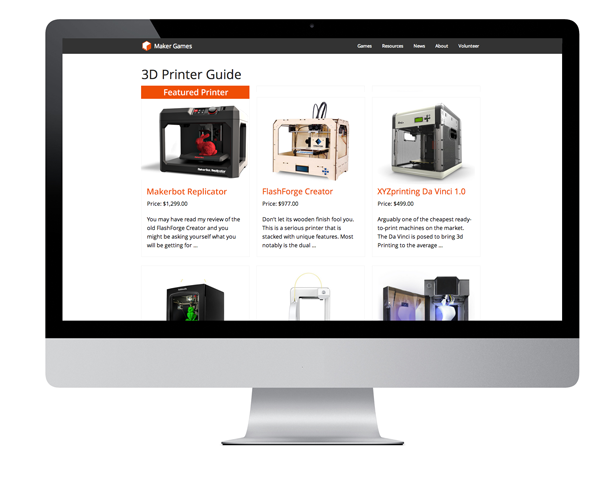 Maker Games
Games Resources News About Volunteer
3D Printer Guide
Featured Printer
MakerBot Replicator
Makerbot Replicator
Price: $1,299.00
You may have read my review of the
old FlashForge Creator and you
might be asking yourself what you
will be getting for ...
FlashForge Creator
Price: $977.00
Don't let its wooden finish fool you.
This is a serious printer that is
stacked with unique features. Most
notably is the dual ...
XYZprinting Da Vinci 1.0
Price: $499.00
Arguably one of the cheapest ready-
to-print machines on the market.
The Da Vinci is posed to bring 3d
Printing to the average ...